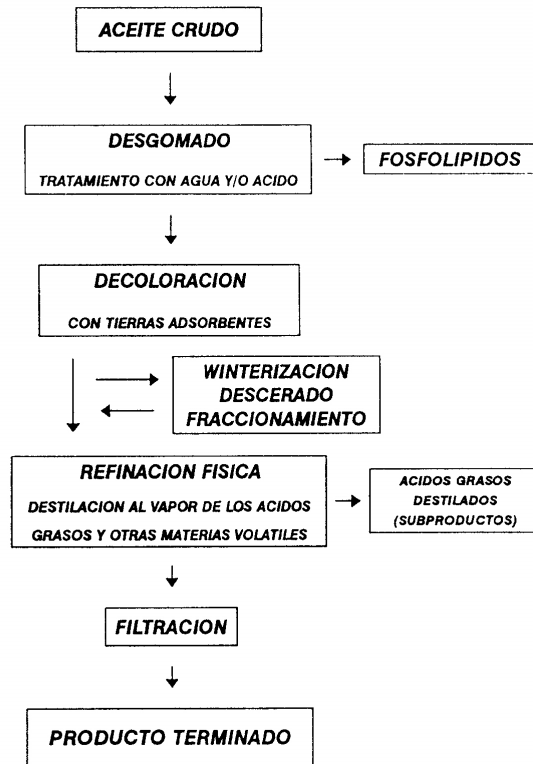 ACEITE CRUDO
DESGOMADO
TRATAMIENTO CON AGUA Y/O ACIDO
FOSFOLIPIDOS
DECOLORACION
CON TIERRAS ADSORBENTES
WINTERIZACION
DESCERADO
FRACCIONAMIENTO
REFINACION FISICA
DESTILACION AL VAPOR DE LOS ACIDOS
GRASOS Y OTRAS MATERIAS VOLATILES
ACIDOS GRASOS
DESTILADOS
(SUBPRODUCTOS)
FILTRACION
PRODUCTO TERMINADO